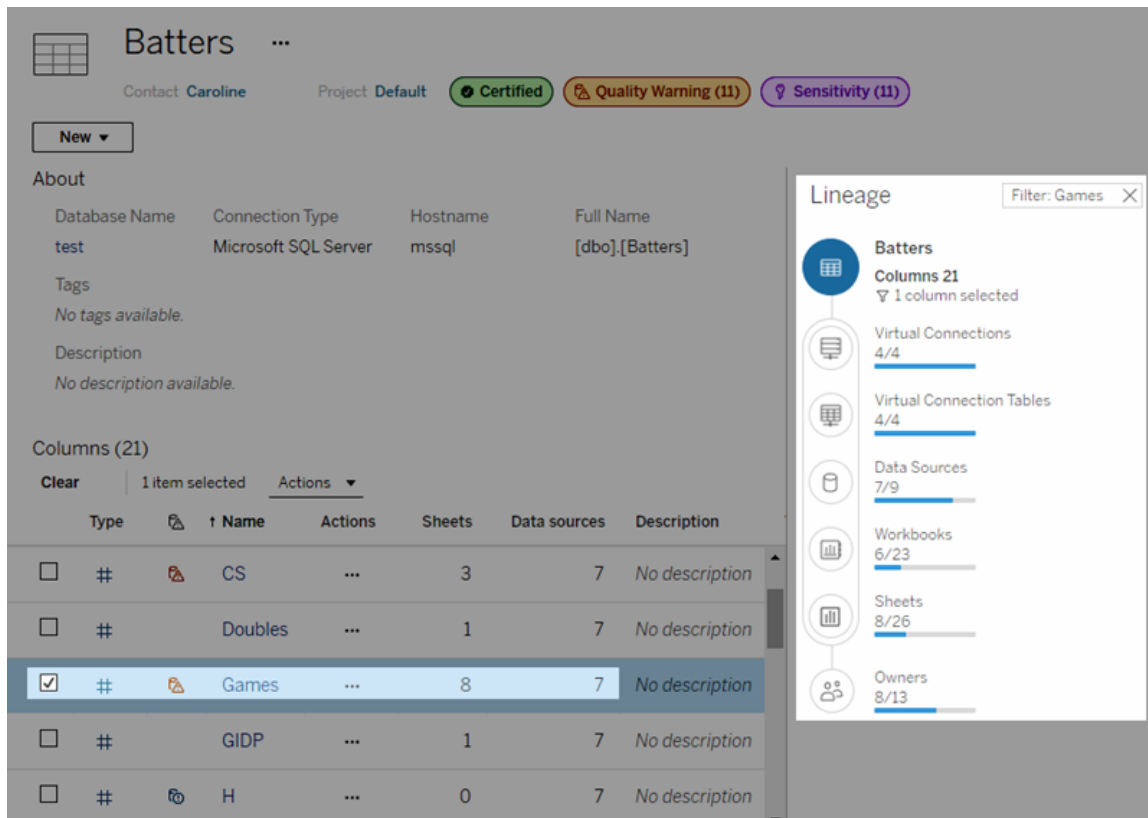 Batters ...
Contact Caroline Project Default Certified Quality Warning (11) Sensitivity (11)
New
About
Database Name Connection Type Hostname Full Name
test Microsoft SQL Server mssql [dbo].[Batters]
Tags
No tags available.
Description
No description available.
Columns (21)
Clear 1 item selected Actions
Type ↑ Name Actions Sheets Data sources Description
# CS ... 3 7 No description
# Doubles ... 1 7 No description
# Games ... 8 7 No description
# GIDP ... 1 7 No description
# H ... 0 7 No description
Lineage Filter: Games
Batters
Columns 21
1 column selected
Virtual Connections
4/4
Virtual Connection Tables
4/4
Data Sources
7/9
Workbooks
6/23
Sheets
8/26
Owners
8/13